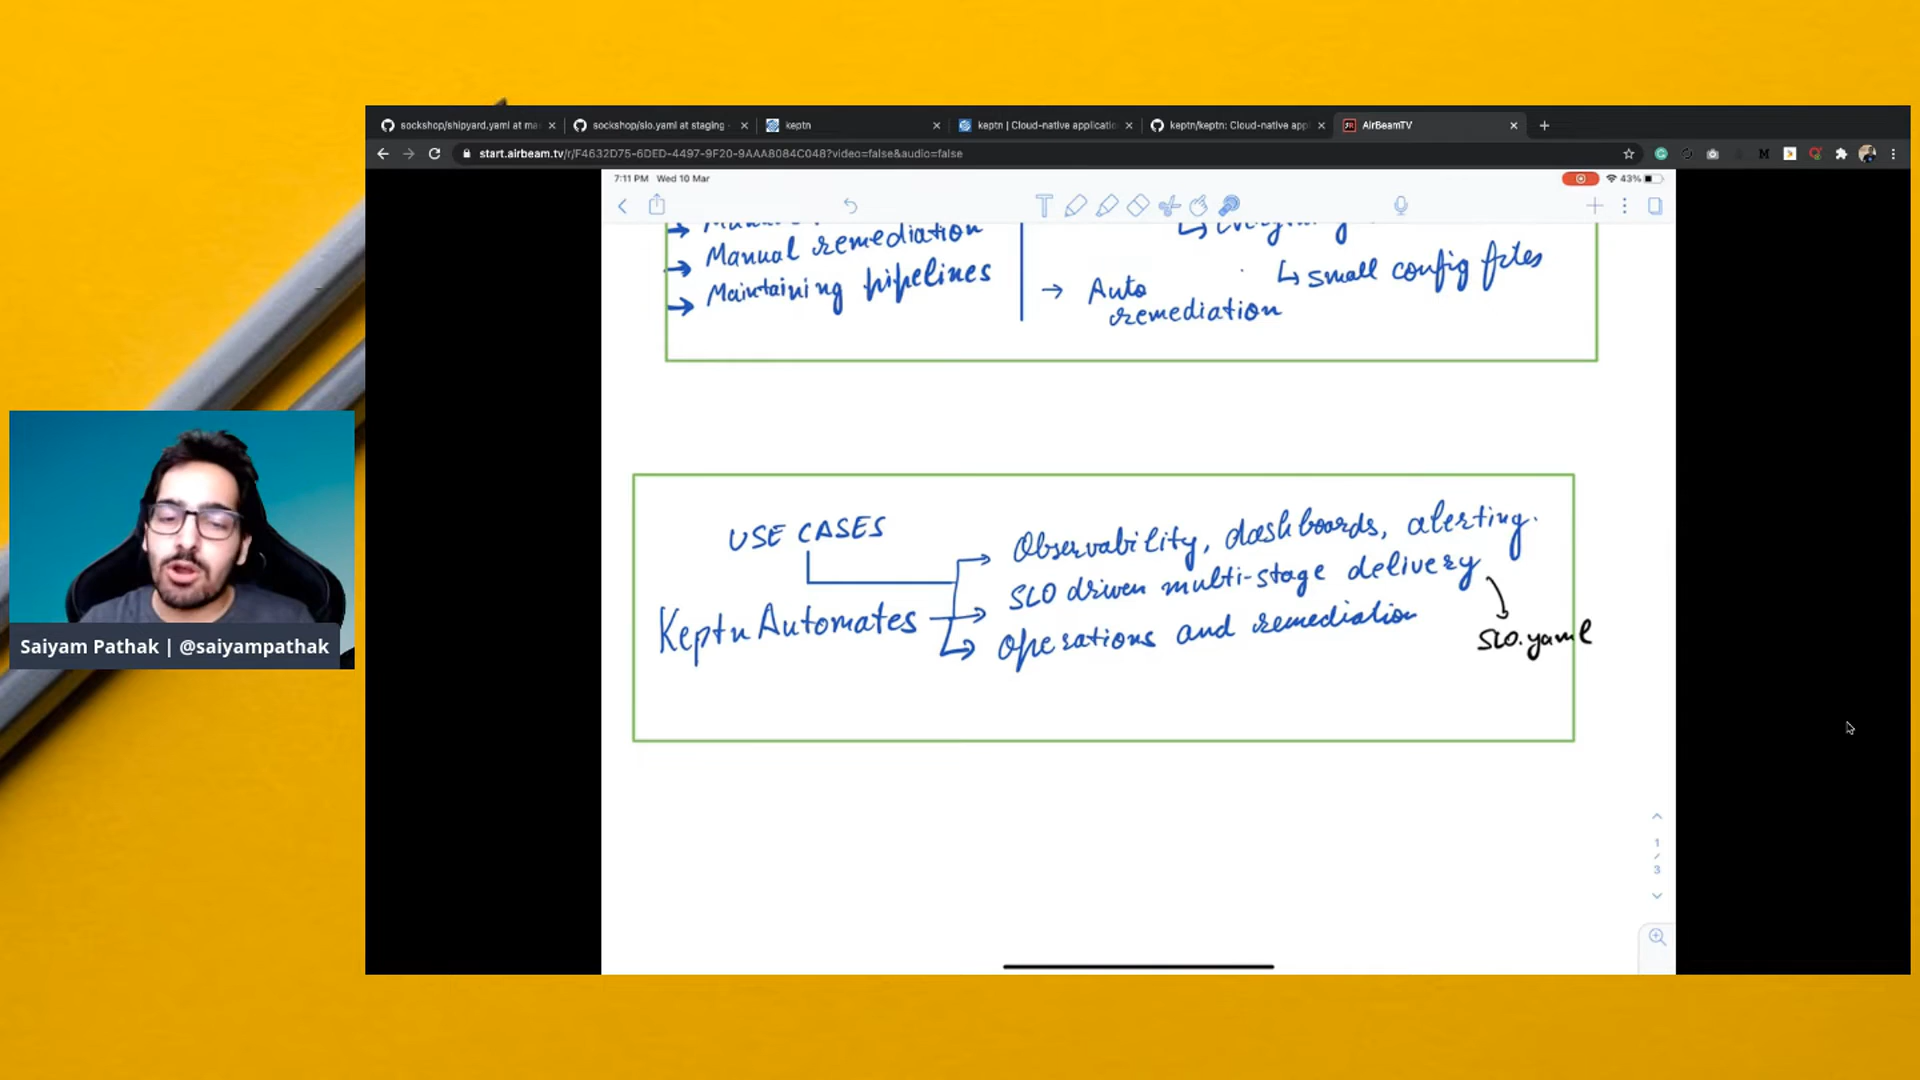 sockshop/shipyard.yaml at ma
sockshop/slo.yaml at staging
keptn
keptn | Cloud-native applicatio
keptn/keptn: Cloud-native app
AirBeamTV
start.airbeam.tv/r/F4632D75-6DED-4497-9F20-9AAA8084C048?video=false&audio=false
7:11 PM Wed 10 Mar
43%
Manual remediation
Maintaining pipelines
→ Auto remediation
↳ small config files
USE CASES
Keptn Automates
→ Observability, dashboards, alerting.
→ SLO driven multi-stage delivery
→ Operations and remediation
SLO.yaml
1
/
3
Saiyam Pathak | @saiyampathak